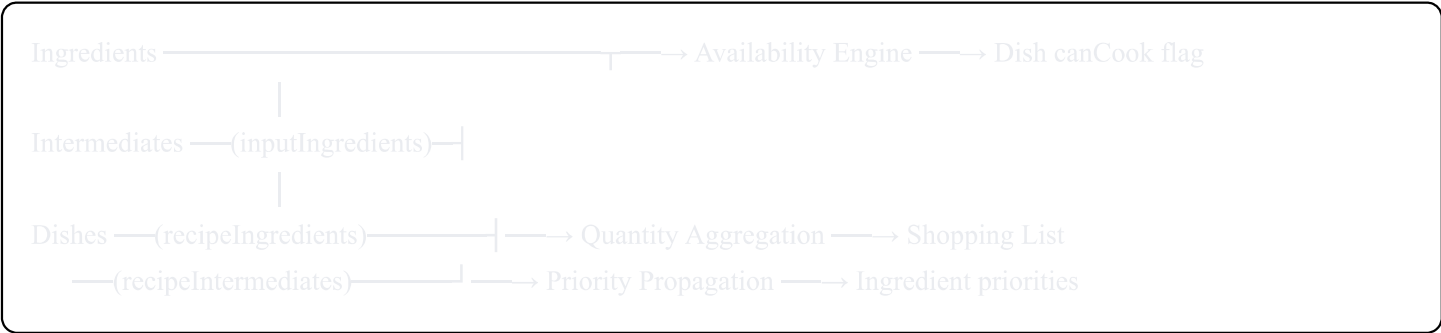 Ingredients ────────────────┬──→ Availability Engine ──→ Dish canCook flag
│
Intermediates ──(inputIngredients)─┤
│
Dishes ──(recipeIngredients)──────┤ ──→ Quantity Aggregation ──→ Shopping List
──(recipeIntermediates)─────┘ ──→ Priority Propagation ──→ Ingredient priorities